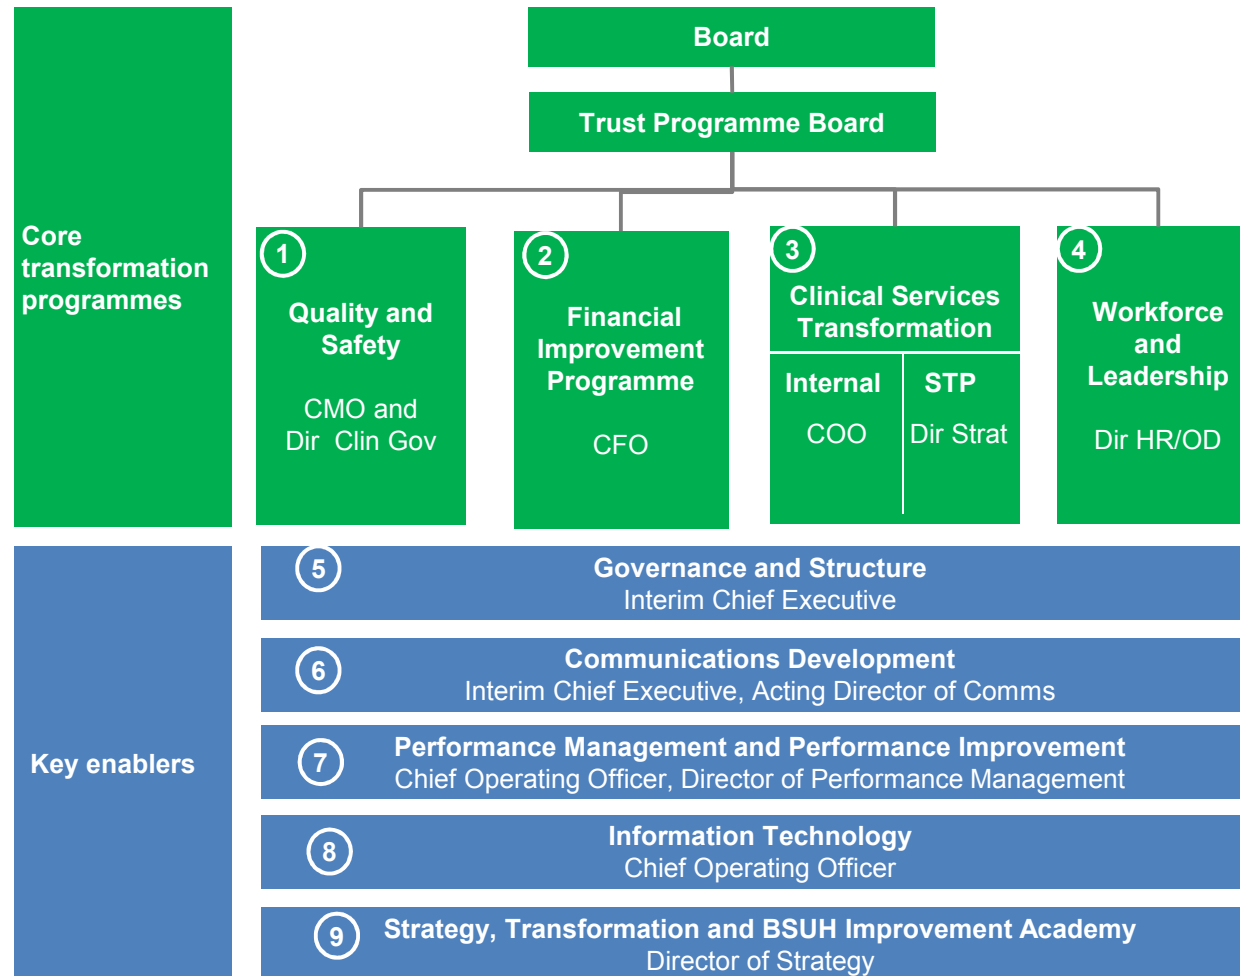 Board
Trust Programme Board
Core
transformation
programmes
1
Quality and
Safety
CMO and
Dir Clin Gov
2
Financial
Improvement
Programme
CFO
3
Clinical Services
Transformation
Internal
COO
STP
Dir Strat
4
Workforce
and
Leadership
Dir HR/OD
Key enablers
5
Governance and Structure
Interim Chief Executive
6
Communications Development
Interim Chief Executive, Acting Director of Comms
7
Performance Management and Performance Improvement
Chief Operating Officer, Director of Performance Management
8
Information Technology
Chief Operating Officer
9
Strategy, Transformation and BSUH Improvement Academy
Director of Strategy